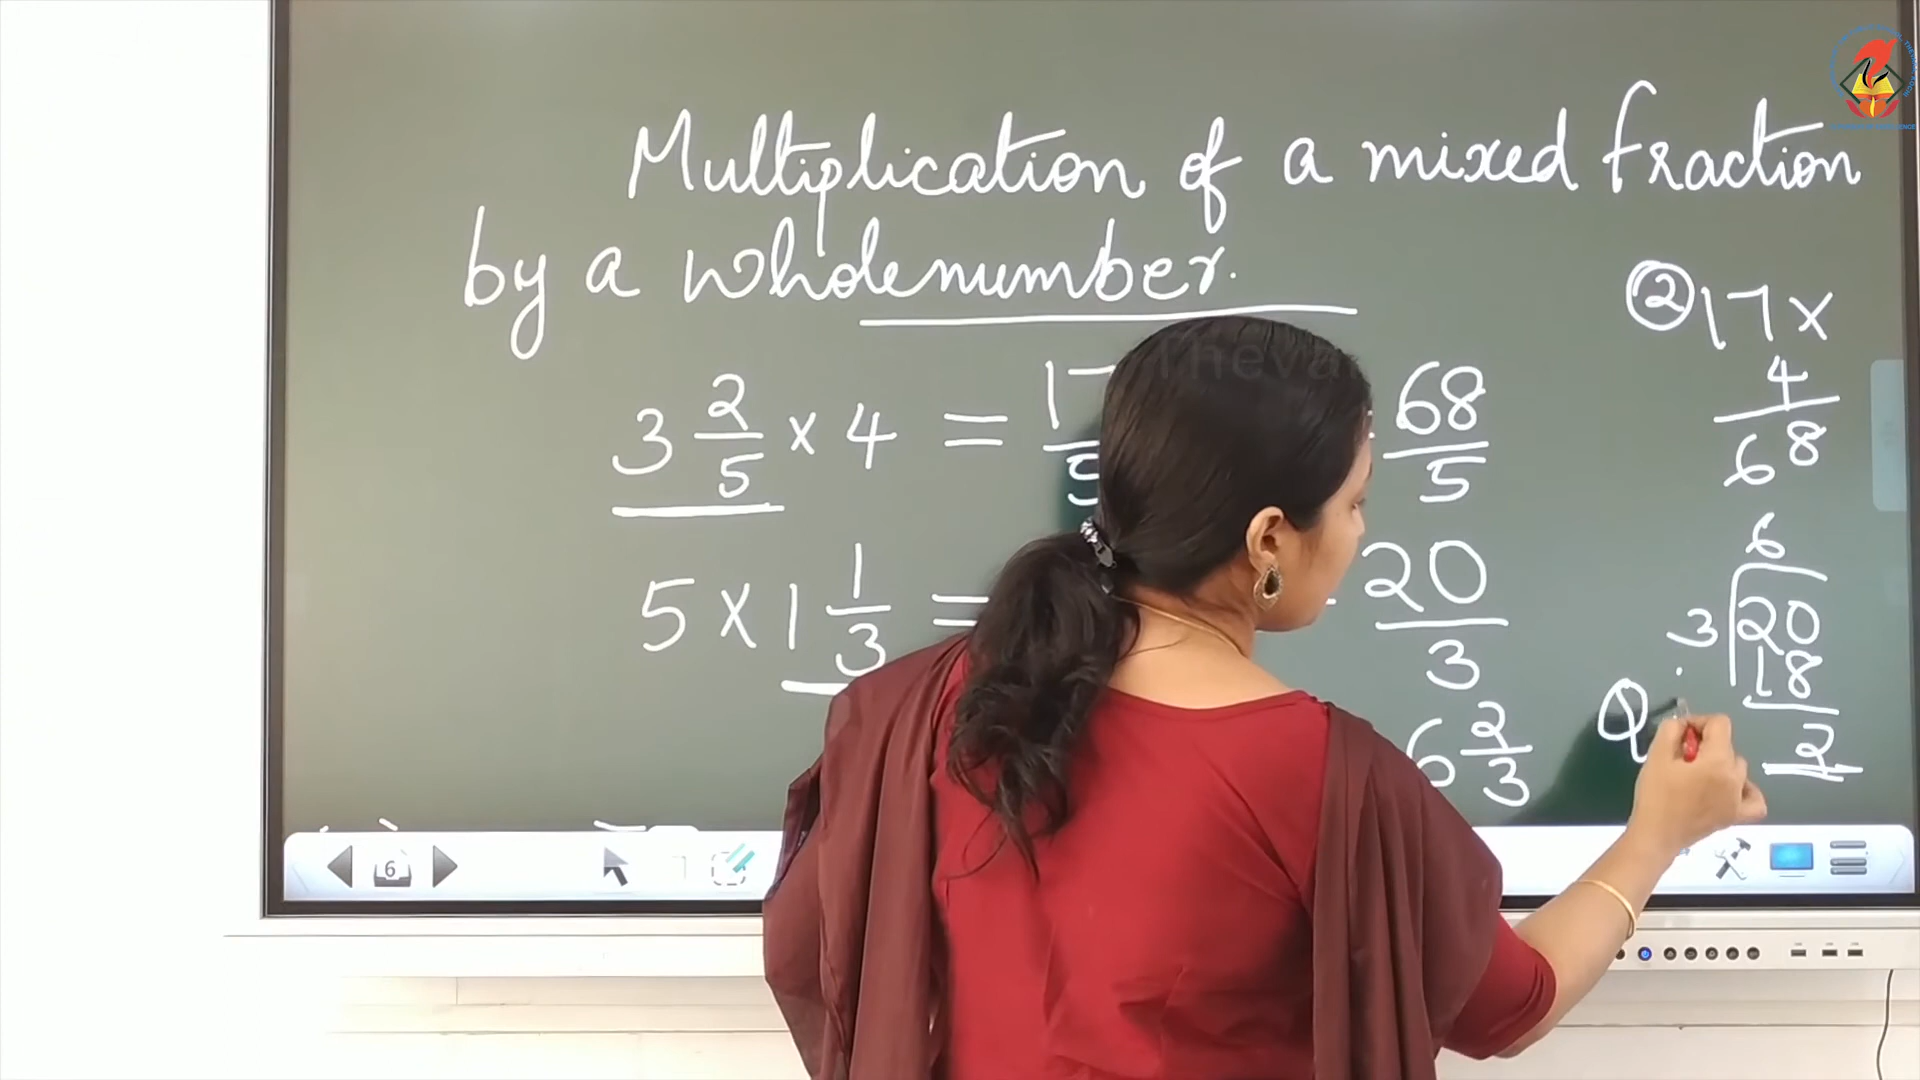 Multiplication of a mixed fraction
by a wholenumber.
② 17 ×
4
68
3 2/5 × 4 = 17/5 68/5
5 × 1 1/3 = 20/3
6
3 20
18
2
Q
6 2/3
6